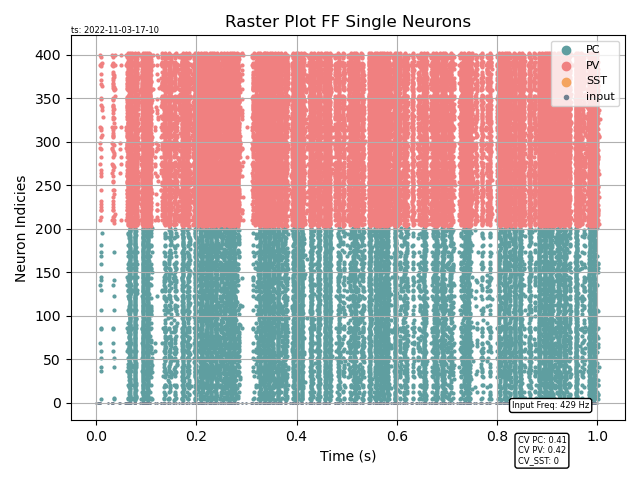 Raster Plot FF Single Neurons
ts: 2022-11-03-17-10
PC
PV
SST
input
400
350
300
250
200
150
100
50
0
Neuron Indicies
Input Freq: 429 Hz
0.0 0.2 0.4 0.6 0.8 1.0
Time (s)
CV PC: 0.41
CV PV: 0.42
CV_SST: 0